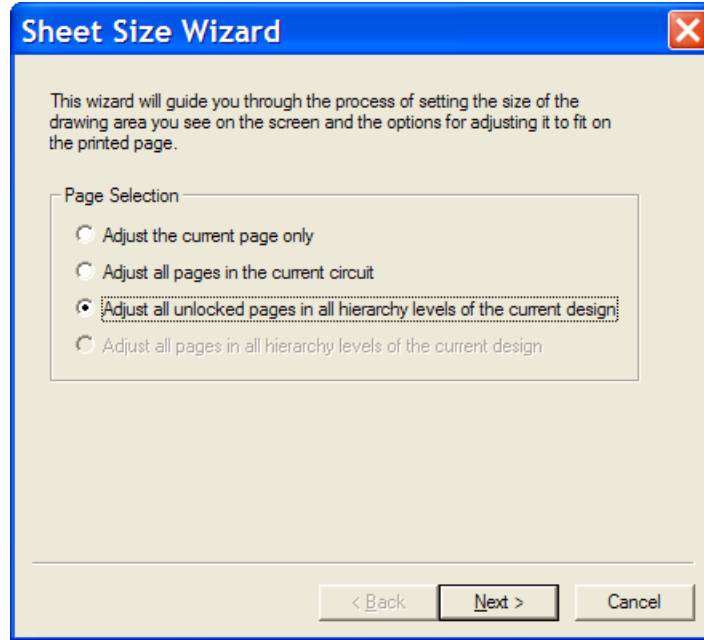 Sheet Size Wizard
This wizard will guide you through the process of setting the size of the
drawing area you see on the screen and the options for adjusting it to fit on
the printed page.
Page Selection
Adjust the current page only
Adjust all pages in the current circuit
Adjust all unlocked pages in all hierarchy levels of the current design
Adjust all pages in all hierarchy levels of the current design
< Back
Next >
Cancel